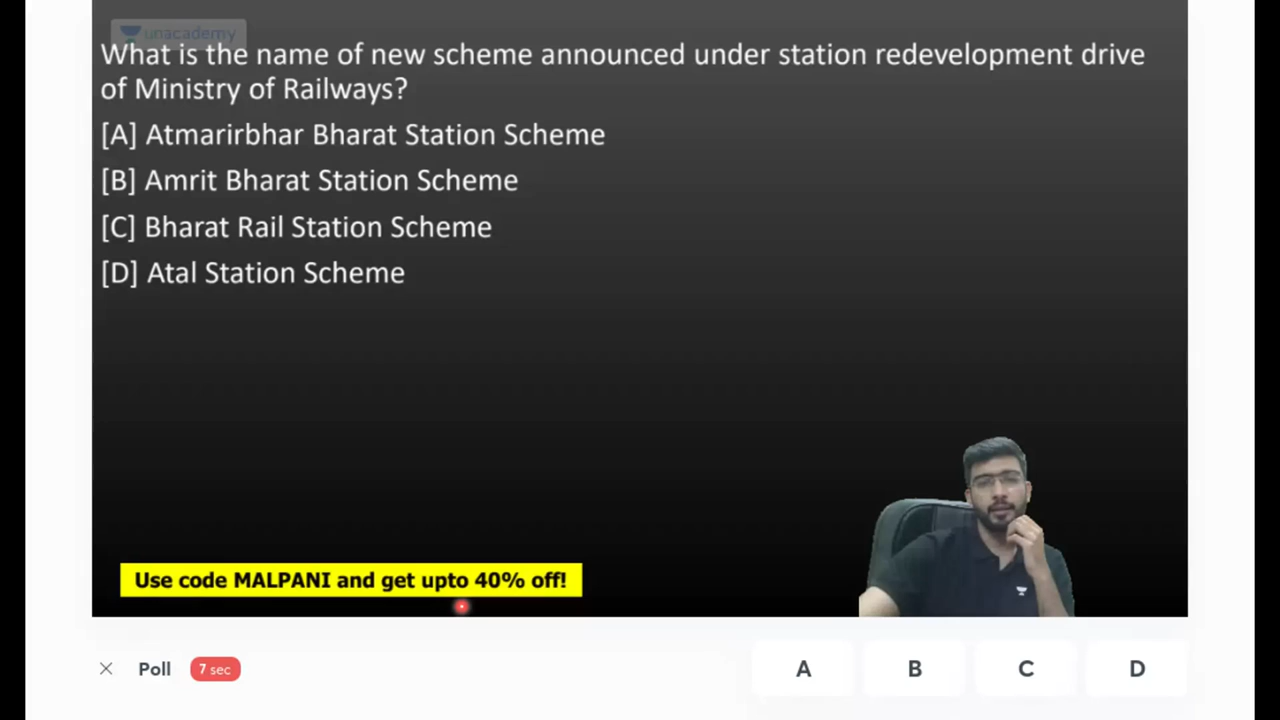 unacademy
What is the name of new scheme announced under station redevelopment drive
of Ministry of Railways?
[A] Atmarirbhar Bharat Station Scheme
[B] Amrit Bharat Station Scheme
[C] Bharat Rail Station Scheme
[D] Atal Station Scheme
Use code MALPANI and get upto 40% off!
Poll 7 sec A B C D